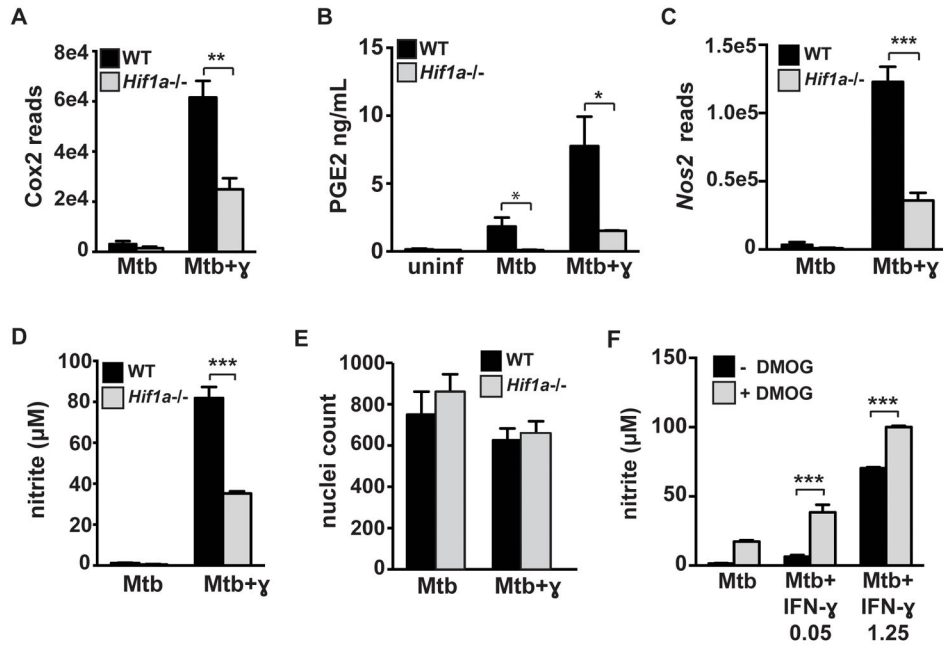 A
Cox2 reads
8e4
6e4
4e4
2e4
0
WT
Hif1a-/-
**
Mtb
Mtb+ɣ
B
PGE2 ng/mL
15
10
5
0
WT
Hif1a-/-
*
*
uninf
Mtb
Mtb+ɣ
C
Nos2 reads
1.5e5
1.0e5
0.5e5
0
WT
Hif1a-/-
***
Mtb
Mtb+ɣ
D
nitrite (µM)
100
80
60
40
20
0
WT
Hif1a-/-
***
Mtb
Mtb+ɣ
E
nuclei count
1000
800
600
400
200
0
WT
Hif1a-/-
Mtb
Mtb+ɣ
F
nitrite (µM)
150
100
50
0
- DMOG
+ DMOG
***
***
Mtb
Mtb+
IFN-ɣ
0.05
Mtb+
IFN-ɣ
1.25